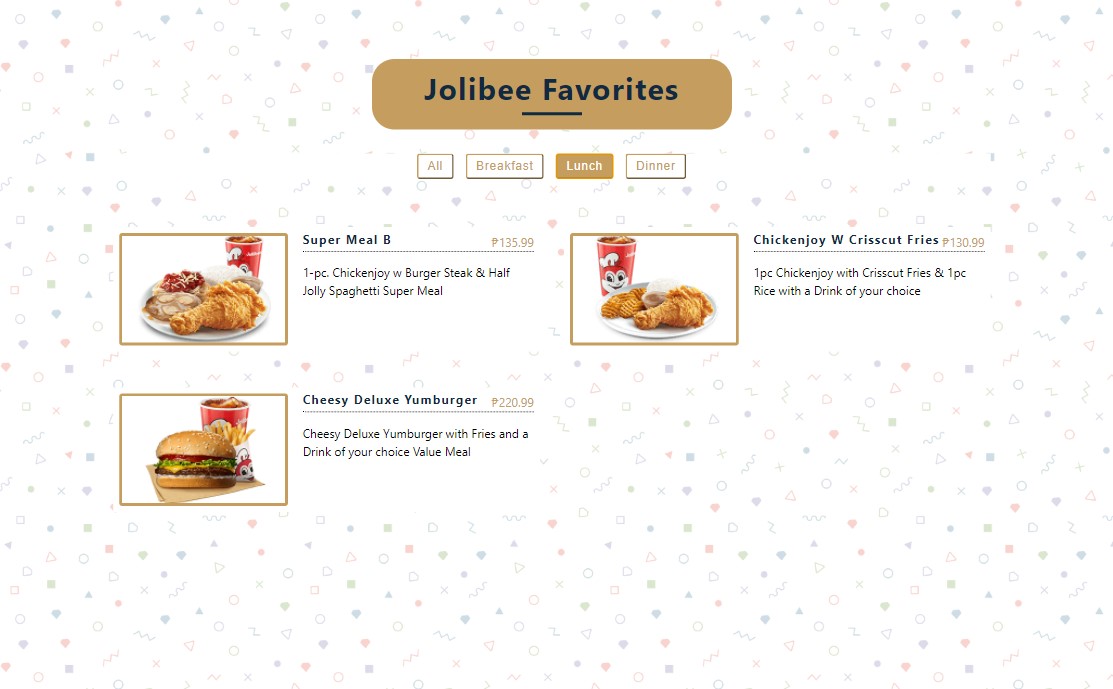 Jolibee Favorites
All
Breakfast
Lunch
Dinner
Super Meal B
₱135.99
1-pc. Chickenjoy w Burger Steak & Half
Jolly Spaghetti Super Meal
Chickenjoy W Crisscut Fries
₱130.99
1pc Chickenjoy with Crisscut Fries & 1pc
Rice with a Drink of your choice
Cheesy Deluxe Yumburger
₱220.99
Cheesy Deluxe Yumburger with Fries and a
Drink of your choice Value Meal